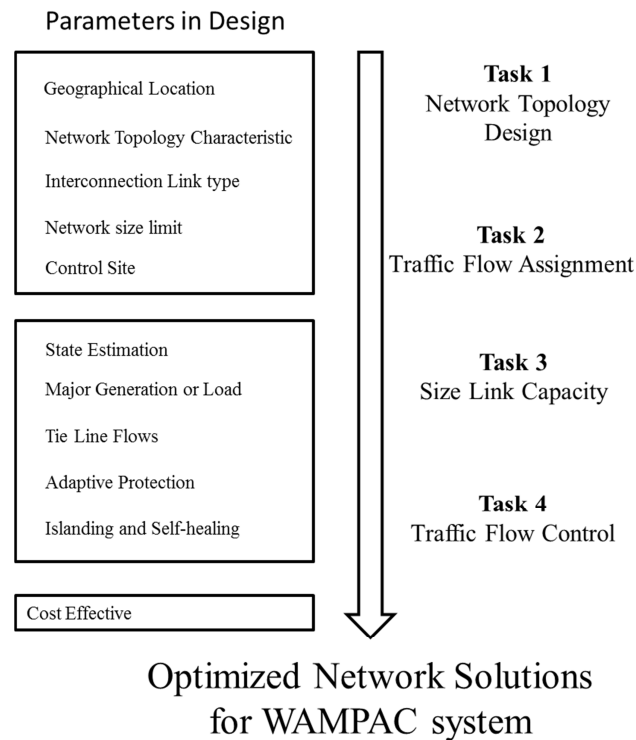 Parameters in Design
Geographical Location
Network Topology Characteristic
Interconnection Link type
Network size limit
Control Site
State Estimation
Major Generation or Load
Tie Line Flows
Adaptive Protection
Islanding and Self-healing
Cost Effective
Task 1
Network Topology
Design
Task 2
Traffic Flow Assignment
Task 3
Size Link Capacity
Task 4
Traffic Flow Control
Optimized Network Solutions
for WAMPAC system